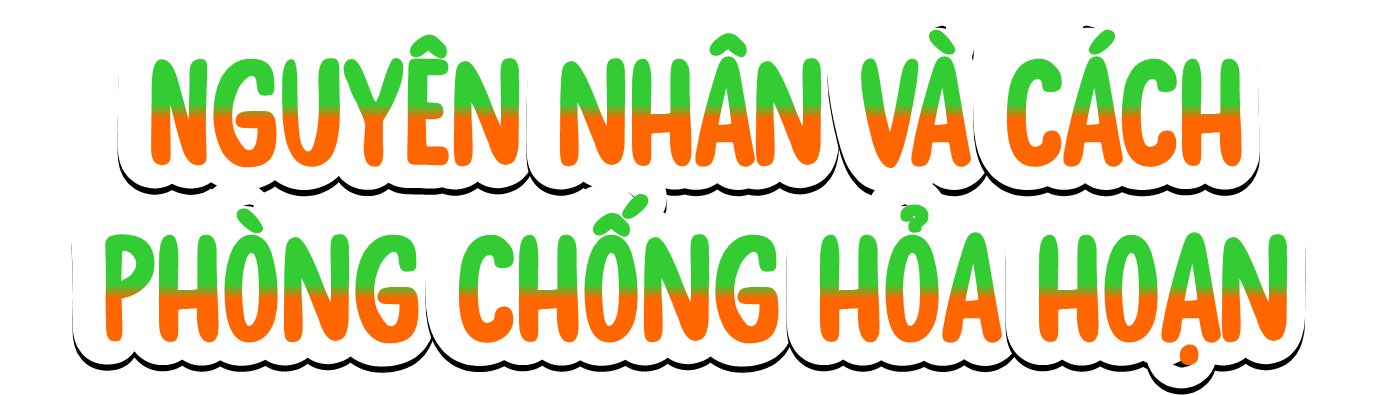 NGUYÊN NHÂN VÀ CÁCH
PHÒNG CHỐNG HỎA HOẠN